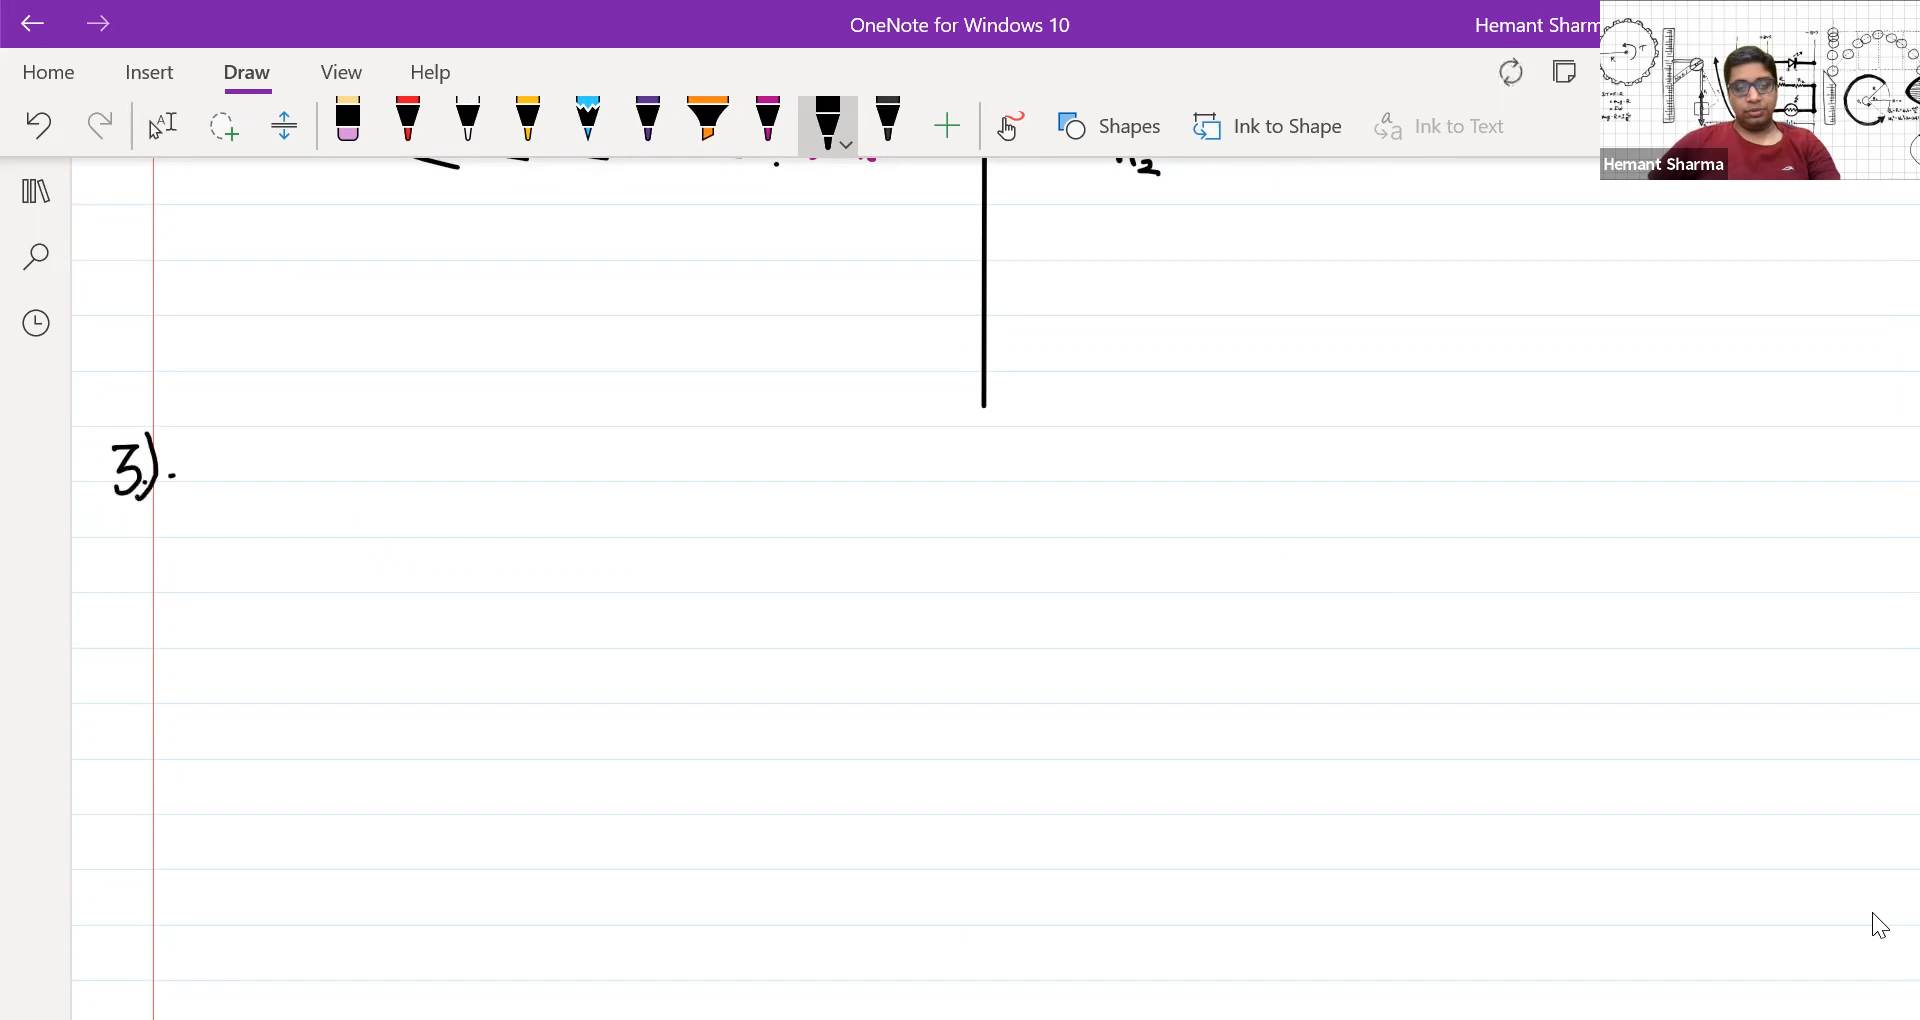 OneNote for Windows 10
Hemant Sharm
Home Insert Draw View Help
Shapes Ink to Shape Ink to Text
Hemant Sharma
3.).